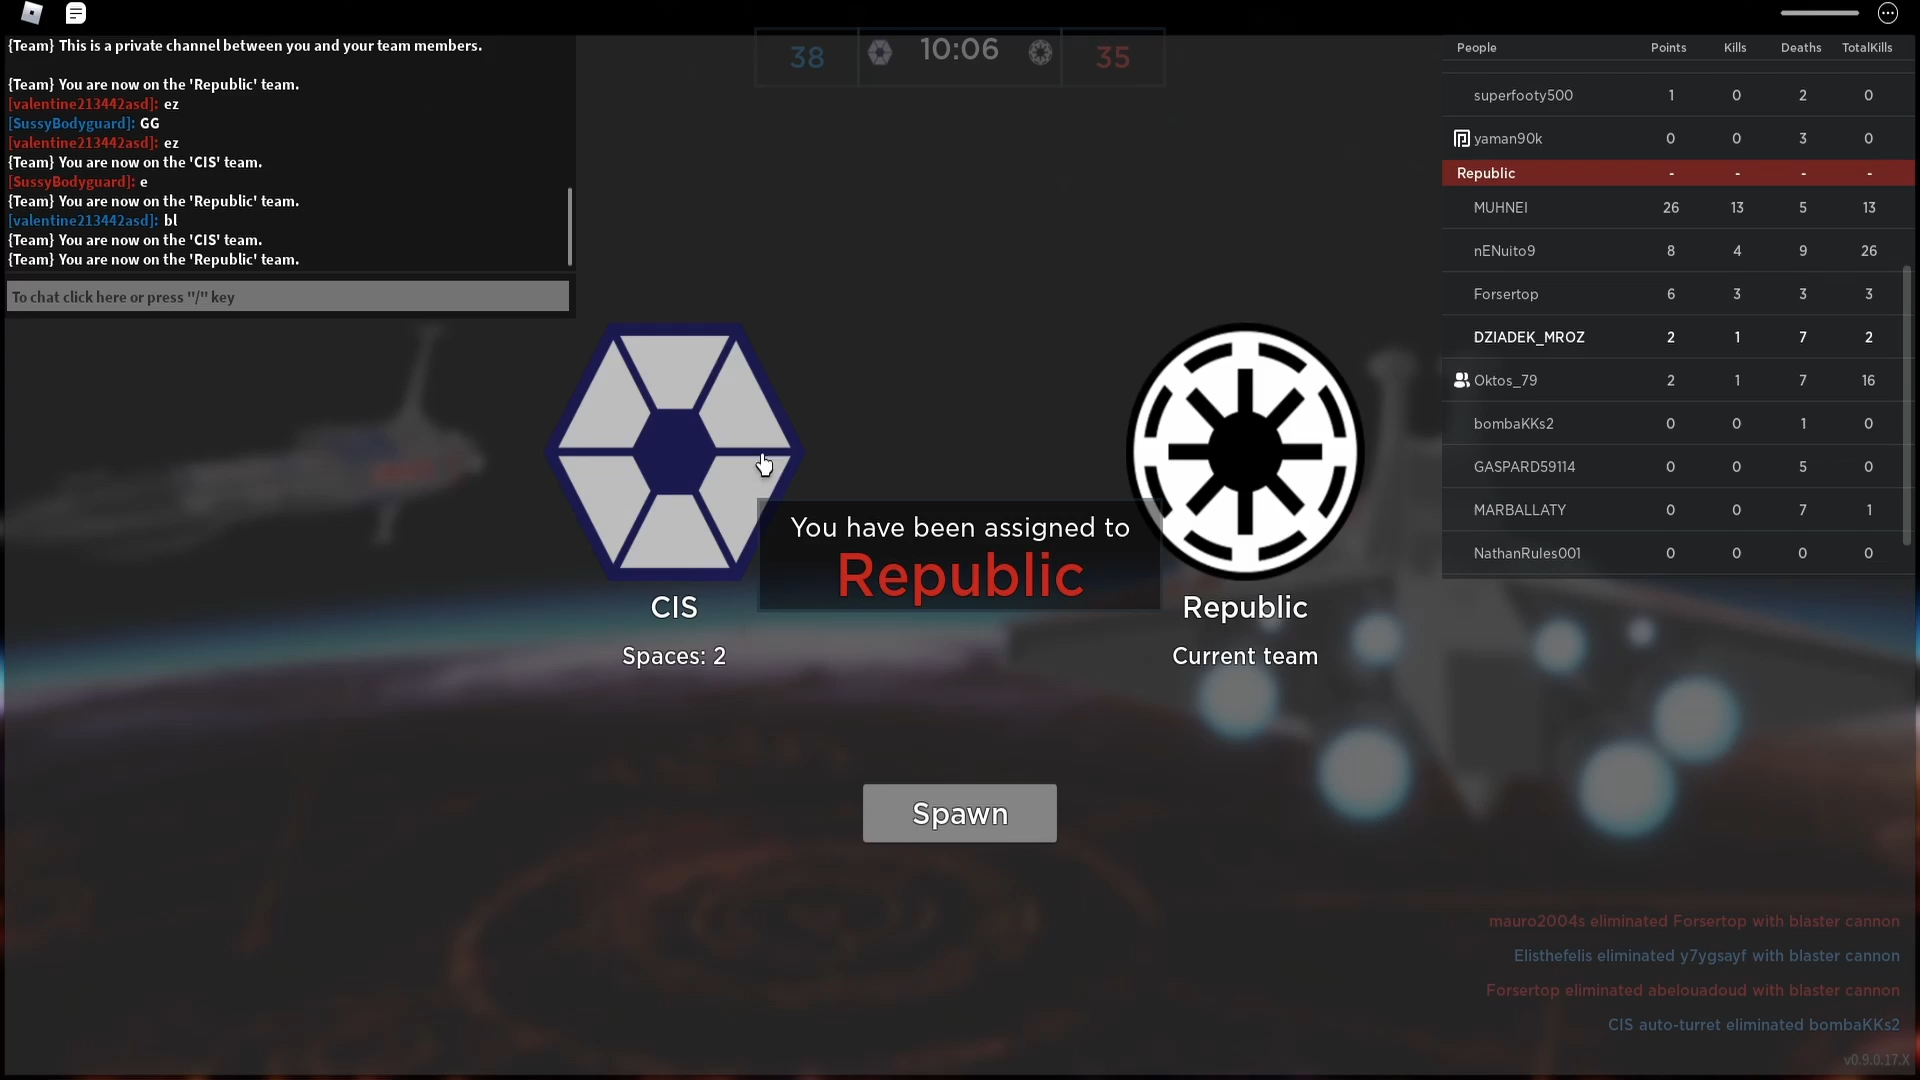 {Team} This is a private channel between you and your team members.
{Team} You are now on the 'Republic' team.
[valentine213442asd]: ez
[SussyBodyguard]: GG
[valentine213442asd]: ez
{Team} You are now on the 'CIS' team.
[SussyBodyguard]: e
{Team} You are now on the 'Republic' team.
[valentine213442asd]: bl
{Team} You are now on the 'CIS' team.
{Team} You are now on the 'Republic' team.
To chat click here or press "/" key
38 10:06 35
People Points Kills Deaths TotalKills
superfooty500 1 0 2 0
yaman90k 0 0 3 0
Republic - - - -
MUHNEI 26 13 5 13
nENuito9 8 4 9 26
Forsertop 6 3 3 3
DZIADEK_MROZ 2 1 7 2
Oktos_79 2 1 7 16
bombaKKs2 0 0 1 0
GASPARD59114 0 0 5 0
MARBALLATY 0 0 7 1
NathanRules001 0 0 0 0
You have been assigned to
Republic
CIS
Spaces: 2
Republic
Current team
Spawn
mauro2004s eliminated Forsertop with blaster cannon
Elisthefelis eliminated y7ygsayf with blaster cannon
Forsertop eliminated abelouadoud with blaster cannon
CIS auto-turret eliminated bombaKKs2
v0.9.0.17.X